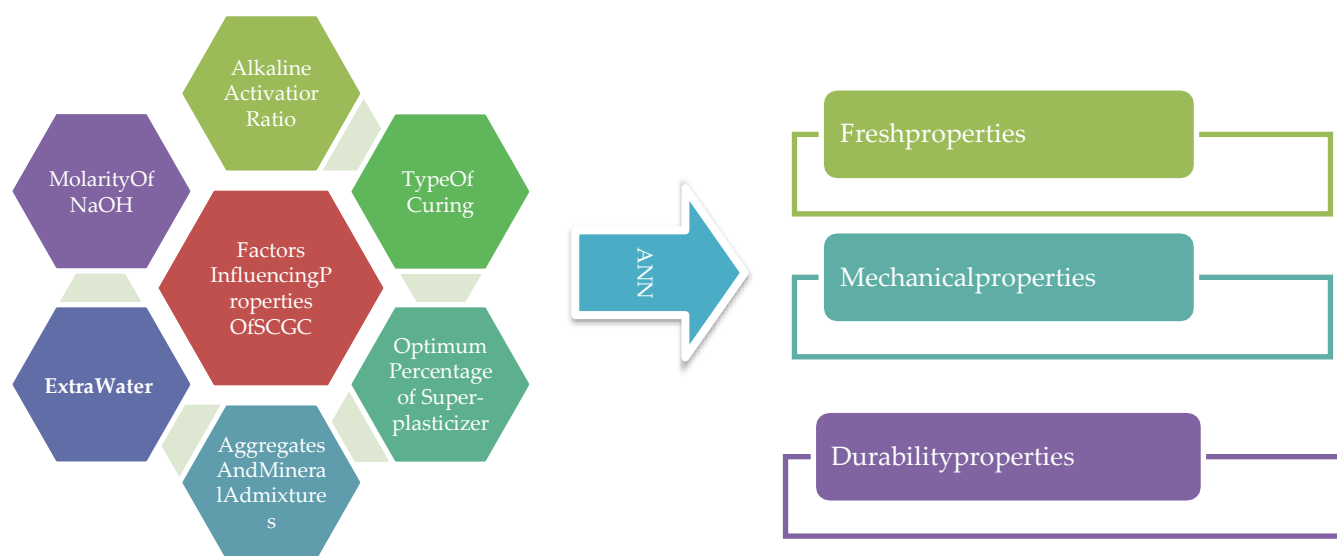 Alkaline
Activatior
Ratio
MolarityOf
NaOH
TypeOf
Curing
Factors
InfluencingP
roperties
OfSCGC
ExtraWater
Optimum
Percentage
of Super-
plasticizer
Aggregates
AndMinera
lAdmixture
s
ANN
Freshproperties
Mechanicalproperties
Durabilityproperties